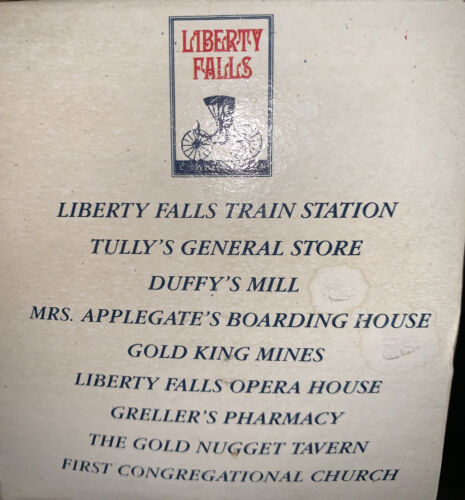 LIBERTY
FALLS
LIBERTY FALLS TRAIN STATION
TULLY'S GENERAL STORE
DUFFY'S MILL
MRS. APPLEGATE'S BOARDING HOUSE
GOLD KING MINES
LIBERTY FALLS OPERA HOUSE
GRELLER'S PHARMACY
THE GOLD NUGGET TAVERN
FIRST CONGREGATIONAL CHURCH